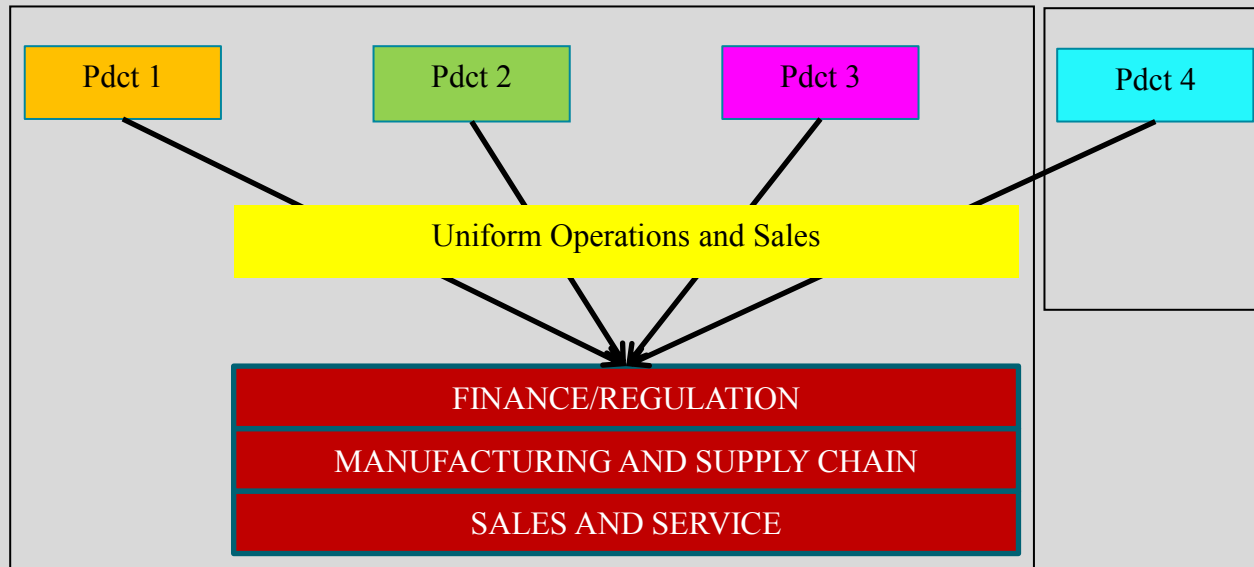 Pdct 1
Pdct 2
Pdct 3
Pdct 4
Uniform Operations and Sales
FINANCE/REGULATION
MANUFACTURING AND SUPPLY CHAIN
SALES AND SERVICE